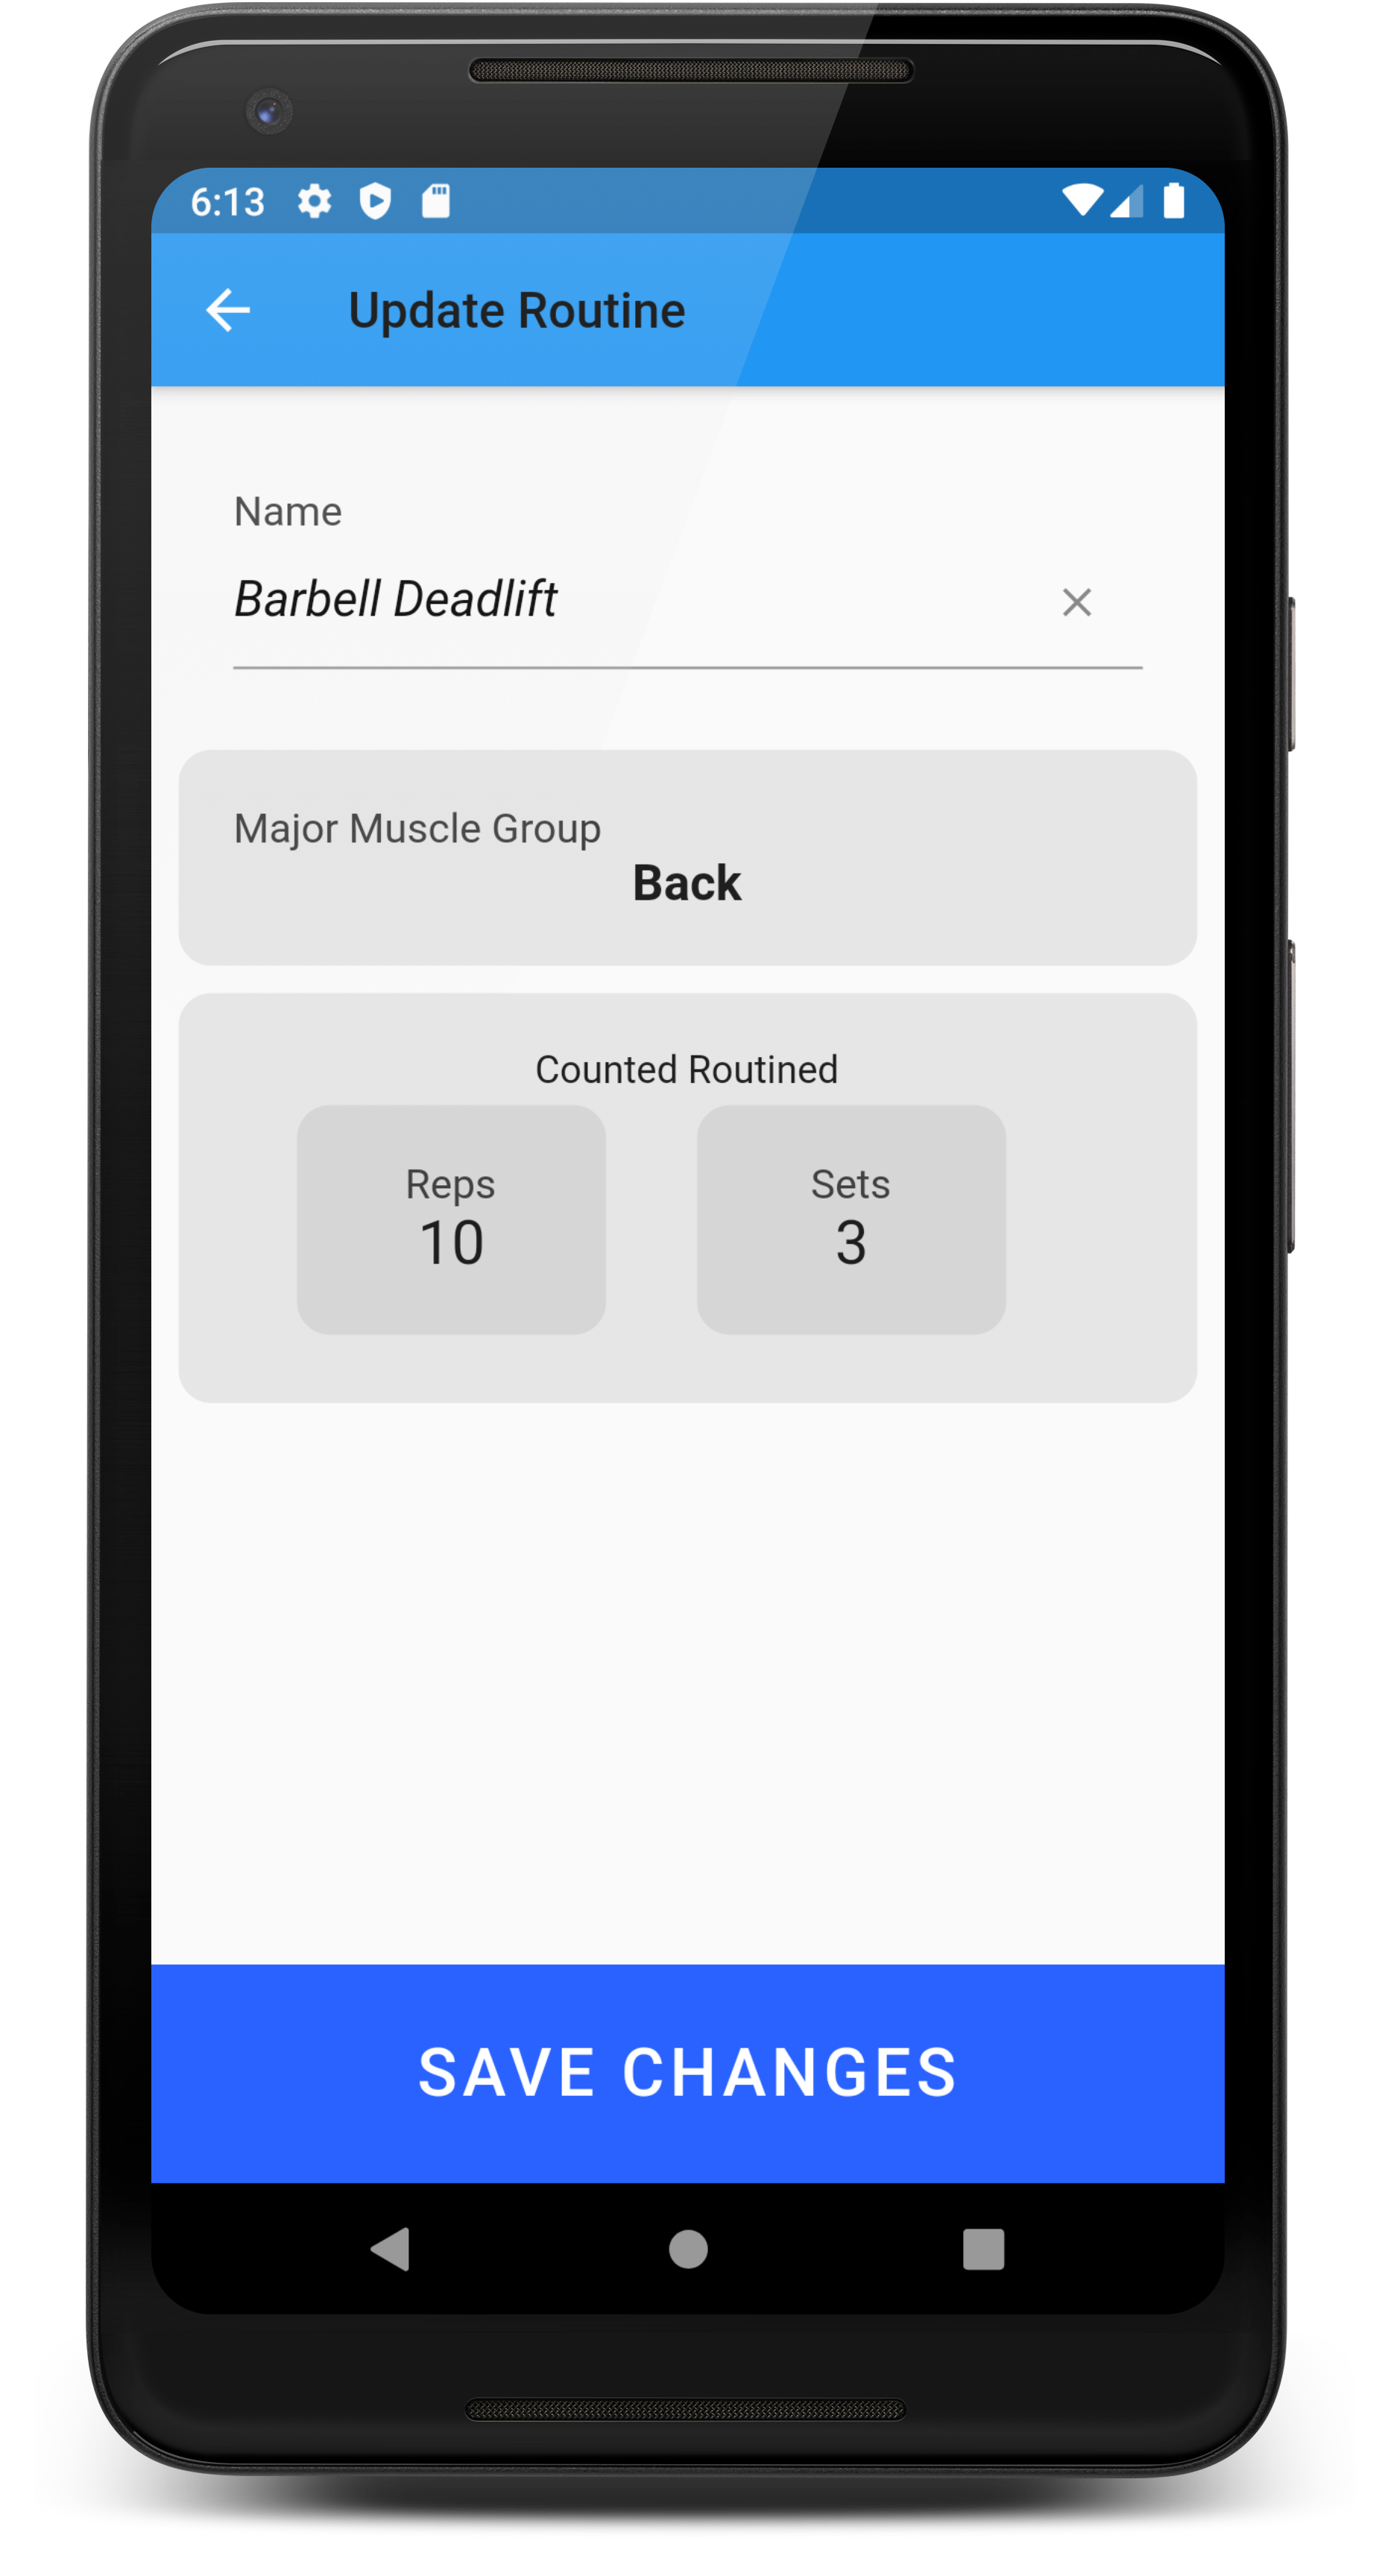 6:13
Update Routine
Name
Barbell Deadlift
Major Muscle Group
Back
Counted Routined
Reps
10
Sets
3
SAVE CHANGES